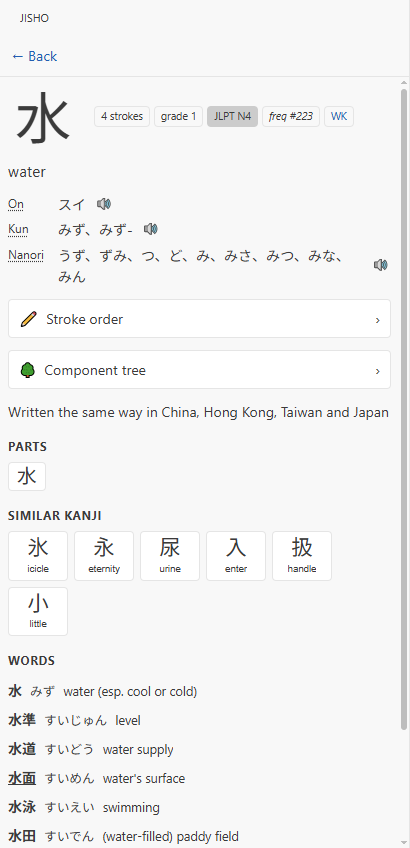 JISHO
← Back
水 4 strokes grade 1 JLPT N4 freq #223 WK
water
On スイ
Kun みず、みず-
Nanori うず、ずみ、つ、ど、み、みさ、みつ、みな、
みん
Stroke order ›
Component tree ›
Written the same way in China, Hong Kong, Taiwan and Japan
PARTS
水
SIMILAR KANJI
氷 永 尿 入 扱
icicle eternity urine enter handle
小
little
WORDS
水 みず water (esp. cool or cold)
水準 すいじゅん level
水道 すいどう water supply
水面 すいめん water's surface
水泳 すいえい swimming
水田 すいでん (water-filled) paddy field